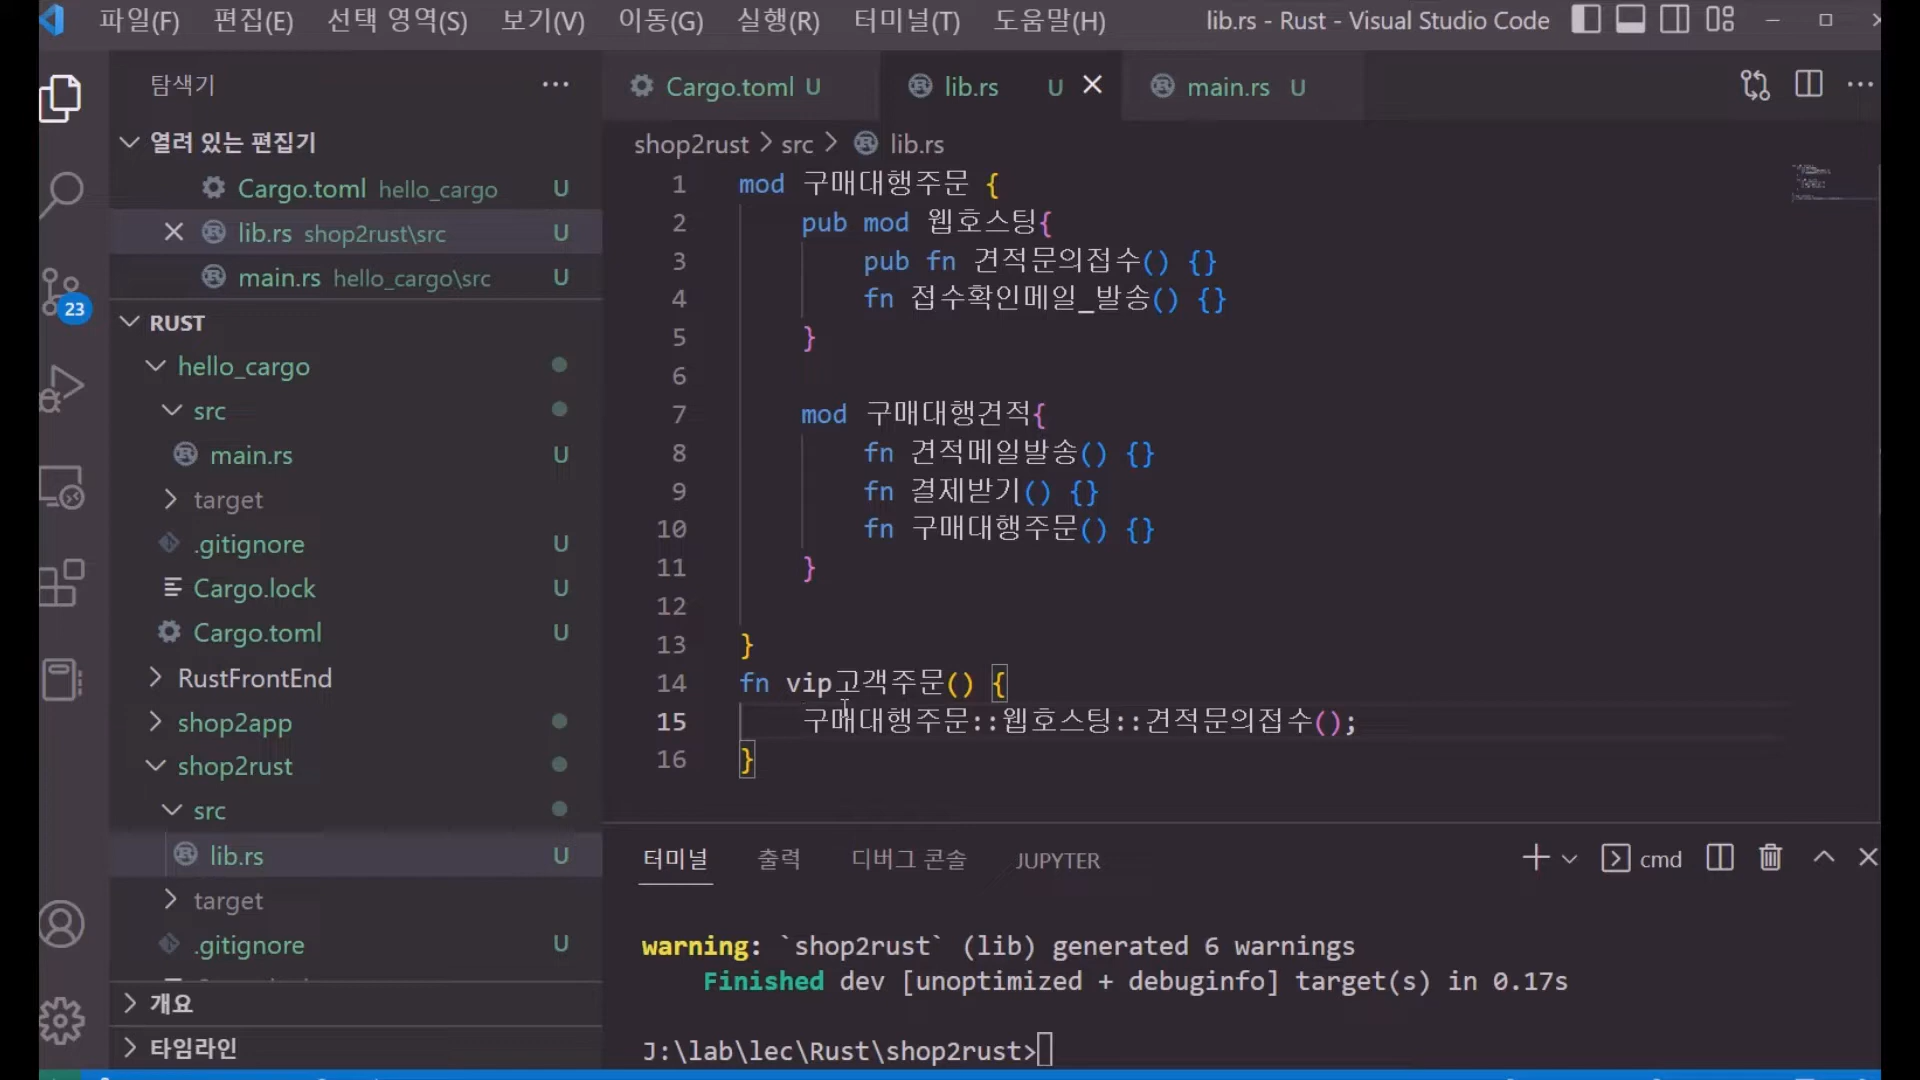 파일(F) 편집(E) 선택 영역(S) 보기(V) 이동(G) 실행(R) 터미널(T) 도움말(H) lib.rs - Rust - Visual Studio Code
탐색기
열려 있는 편집기
Cargo.toml hello_cargo U
lib.rs shop2rust\src U
main.rs hello_cargo\src U
23
RUST
hello_cargo
src
main.rs U
target
.gitignore U
Cargo.lock U
Cargo.toml U
RustFrontEnd
shop2app
shop2rust
src
lib.rs U
target
.gitignore U
개요
타임라인
Cargo.toml U lib.rs U main.rs U
shop2rust > src > lib.rs
1 mod 구매대행주문 {
2 pub mod 웹호스팅{
3 pub fn 견적문의접수() {}
4 fn 접수확인메일_발송() {}
5 }
6
7 mod 구매대행견적{
8 fn 견적메일발송() {}
9 fn 결제받기() {}
10 fn 구매대행주문() {}
11 }
12
13 }
14 fn vip고객주문() {
15 구매대행주문::웹호스팅::견적문의접수();
16 }
터미널 출력 디버그 콘솔 JUPYTER cmd
warning: `shop2rust` (lib) generated 6 warnings
Finished dev [unoptimized + debuginfo] target(s) in 0.17s
J:\lab\lec\Rust\shop2rust>